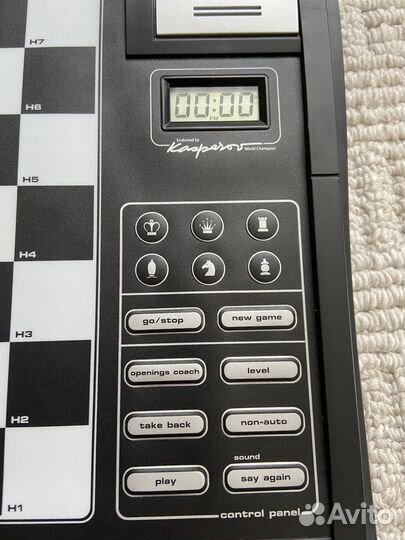 H7
00:00
PM
H6
Endorsed by
Kasparov World Champion
H5
H4
H3
go/stop new game
openings coach level
H2
take back non-auto
sound
play say again
H1
control panel
Avito